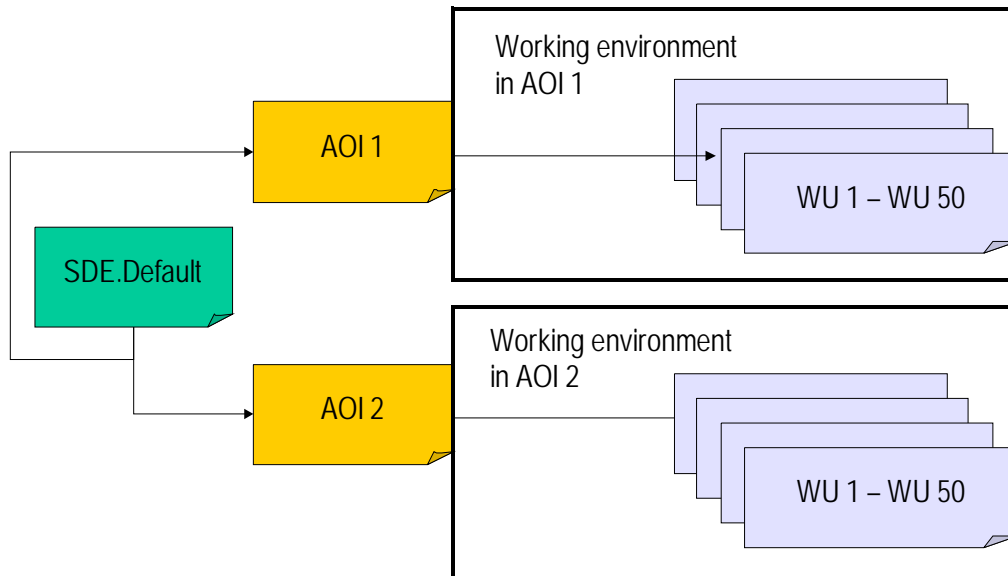 Working environment
in AOI 1
AOI 1
WU 1 – WU 50
SDE.Default
Working environment
in AOI 2
AOI 2
WU 1 – WU 50